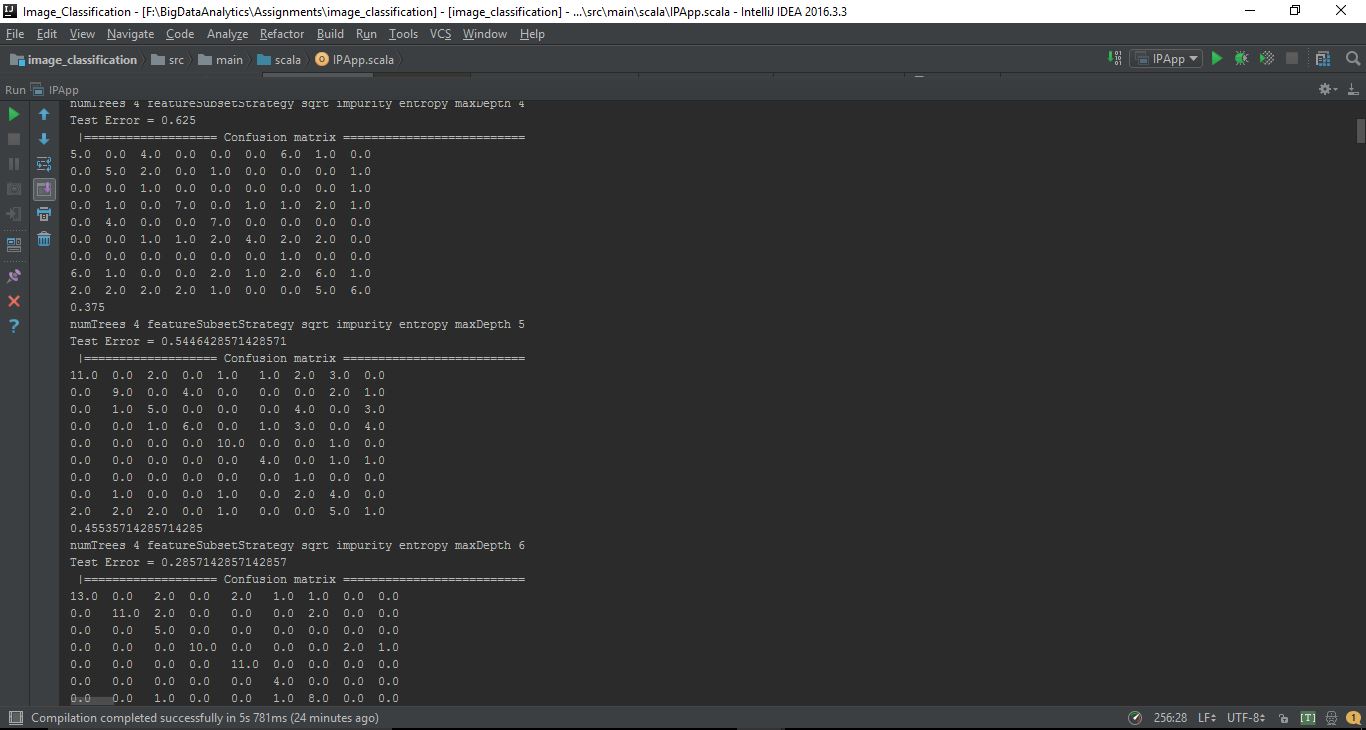 Image_Classification - [F:\BigDataAnalytics\Assignments\image_classification] - [image_classification] - ...\src\main\scala\IPApp.scala - IntelliJ IDEA 2016.3.3
File Edit View Navigate Code Analyze Refactor Build Run Tools VCS Window Help
image_classification src main scala IPApp.scala IPApp
Run IPApp
numTrees 4 featureSubsetStrategy sqrt impurity entropy maxDepth 4
Test Error = 0.625
|=================== Confusion matrix ==========================
5.0 0.0 4.0 0.0 0.0 0.0 6.0 1.0 0.0
0.0 5.0 2.0 0.0 1.0 0.0 0.0 0.0 1.0
0.0 0.0 1.0 0.0 0.0 0.0 0.0 0.0 1.0
0.0 1.0 0.0 7.0 0.0 1.0 1.0 2.0 1.0
0.0 4.0 0.0 0.0 7.0 0.0 0.0 0.0 0.0
0.0 0.0 1.0 1.0 2.0 4.0 2.0 2.0 0.0
0.0 0.0 0.0 0.0 0.0 0.0 1.0 0.0 0.0
6.0 1.0 0.0 0.0 2.0 1.0 2.0 6.0 1.0
2.0 2.0 2.0 2.0 1.0 0.0 0.0 5.0 6.0
0.375
numTrees 4 featureSubsetStrategy sqrt impurity entropy maxDepth 5
Test Error = 0.5446428571428571
|=================== Confusion matrix ==========================
11.0 0.0 2.0 0.0 1.0 1.0 2.0 3.0 0.0
0.0 9.0 0.0 4.0 0.0 0.0 0.0 2.0 1.0
0.0 1.0 5.0 0.0 0.0 0.0 4.0 0.0 3.0
0.0 0.0 1.0 6.0 0.0 1.0 3.0 0.0 4.0
0.0 0.0 0.0 0.0 10.0 0.0 0.0 1.0 0.0
0.0 0.0 0.0 0.0 0.0 4.0 0.0 1.0 1.0
0.0 0.0 0.0 0.0 0.0 0.0 1.0 0.0 0.0
0.0 1.0 0.0 0.0 1.0 0.0 2.0 4.0 0.0
2.0 2.0 2.0 0.0 1.0 0.0 0.0 5.0 1.0
0.45535714285714285
numTrees 4 featureSubsetStrategy sqrt impurity entropy maxDepth 6
Test Error = 0.2857142857142857
|=================== Confusion matrix ==========================
13.0 0.0 2.0 0.0 2.0 1.0 1.0 0.0 0.0
0.0 11.0 2.0 0.0 0.0 0.0 2.0 0.0 0.0
0.0 0.0 5.0 0.0 0.0 0.0 0.0 0.0 0.0
0.0 0.0 0.0 10.0 0.0 0.0 0.0 2.0 1.0
0.0 0.0 0.0 0.0 11.0 0.0 0.0 0.0 0.0
0.0 0.0 0.0 0.0 0.0 4.0 0.0 0.0 0.0
0.0 0.0 1.0 0.0 0.0 1.0 8.0 0.0 0.0
Compilation completed successfully in 5s 781ms (24 minutes ago) 256:28 LF UTF-8 [T] 1